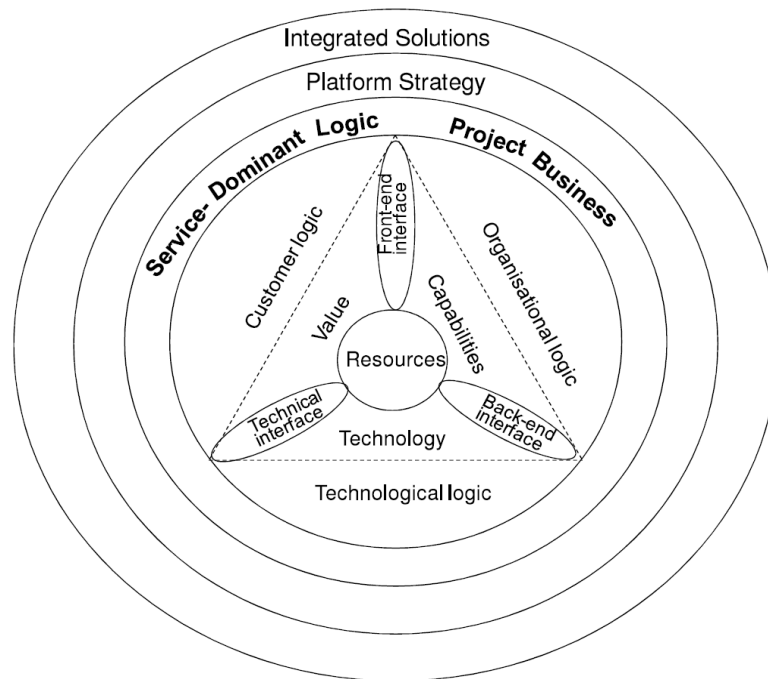 Integrated Solutions
Platform Strategy
Service- Dominant Logic
Project Business
Customer logic
Front-end
interface
Organisational logic
Value
Capabilities
Resources
Technical
interface
Technology
Back-end
interface
Technological logic